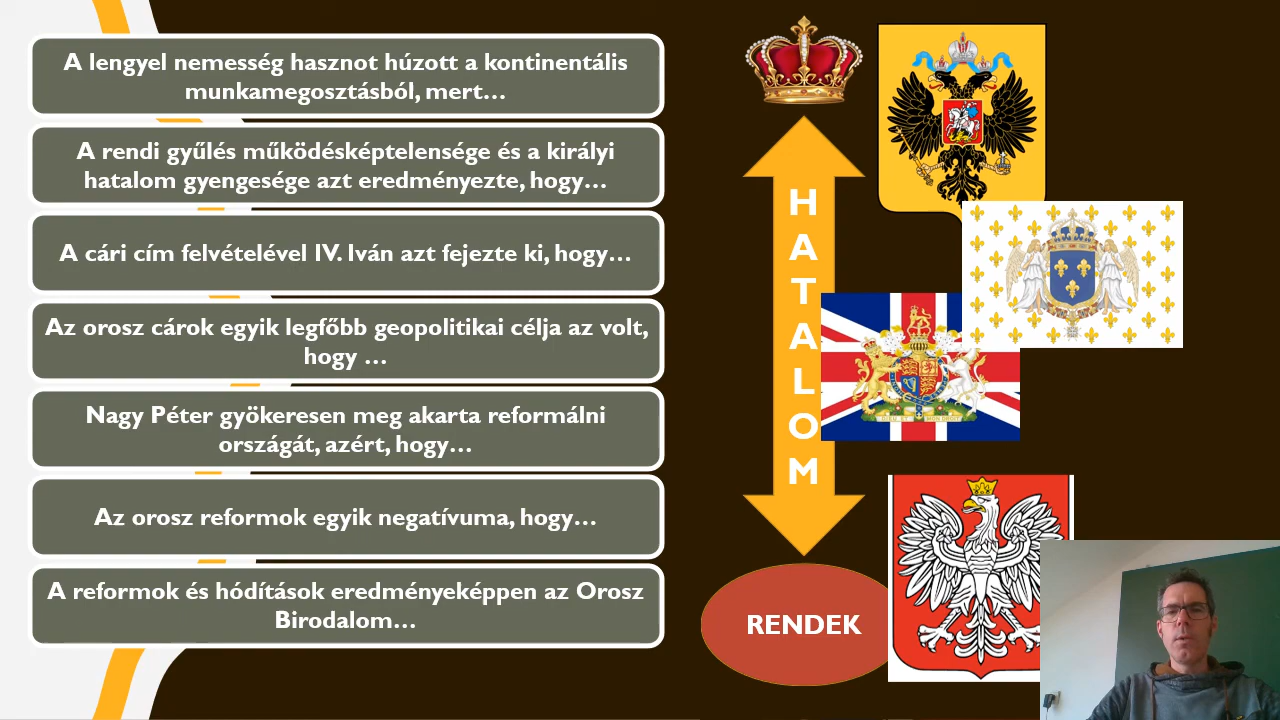 A lengyel nemesség hasznot húzott a kontinentális
munkamegosztásból, mert…
A rendi gyűlés működésképtelensége és a királyi
hatalom gyengesége azt eredményezte, hogy…
A cári cím felvételével IV. Iván azt fejezte ki, hogy…
Az orosz cárok egyik legfőbb geopolitikai célja az volt,
hogy …
Nagy Péter gyökeresen meg akarta reformálni
országát, azért, hogy…
Az orosz reformok egyik negatívuma, hogy…
A reformok és hódítások eredményeképpen az Orosz
Birodalom…
HATALOM
RENDEK